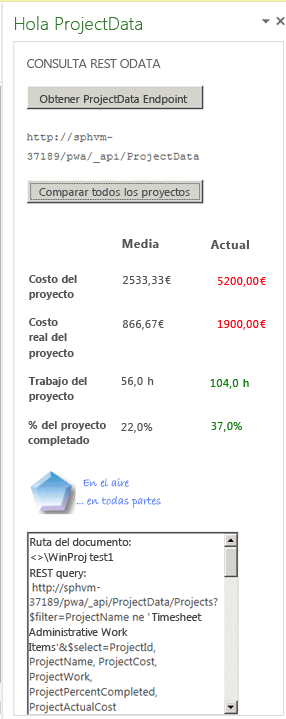 Hola ProjectData
CONSULTA REST ODATA
Obtener ProjectData Endpoint
http://sphvm-
37189/pwa/_api/ProjectData
Comparar todos los proyectos
Media Actual
Costo del 2533,33€ 5200,00€
proyecto
Costo 866,67€ 1900,00€
real del
proyecto
Trabajo del 56,0 h 104,0 h
proyecto
% del proyecto 22,0% 37,0%
completado
En el aire
... en todas partes
Ruta del documento:
<>\WinProj test1
REST query:
http://sphvm-
37189/pwa/_api/ProjectData/Projects?
$filter=ProjectName ne 'Timesheet
Administrative Work
Items'&$select=ProjectId,
ProjectName, ProjectCost,
ProjectWork,
ProjectPercentCompleted,
ProjectActualCost